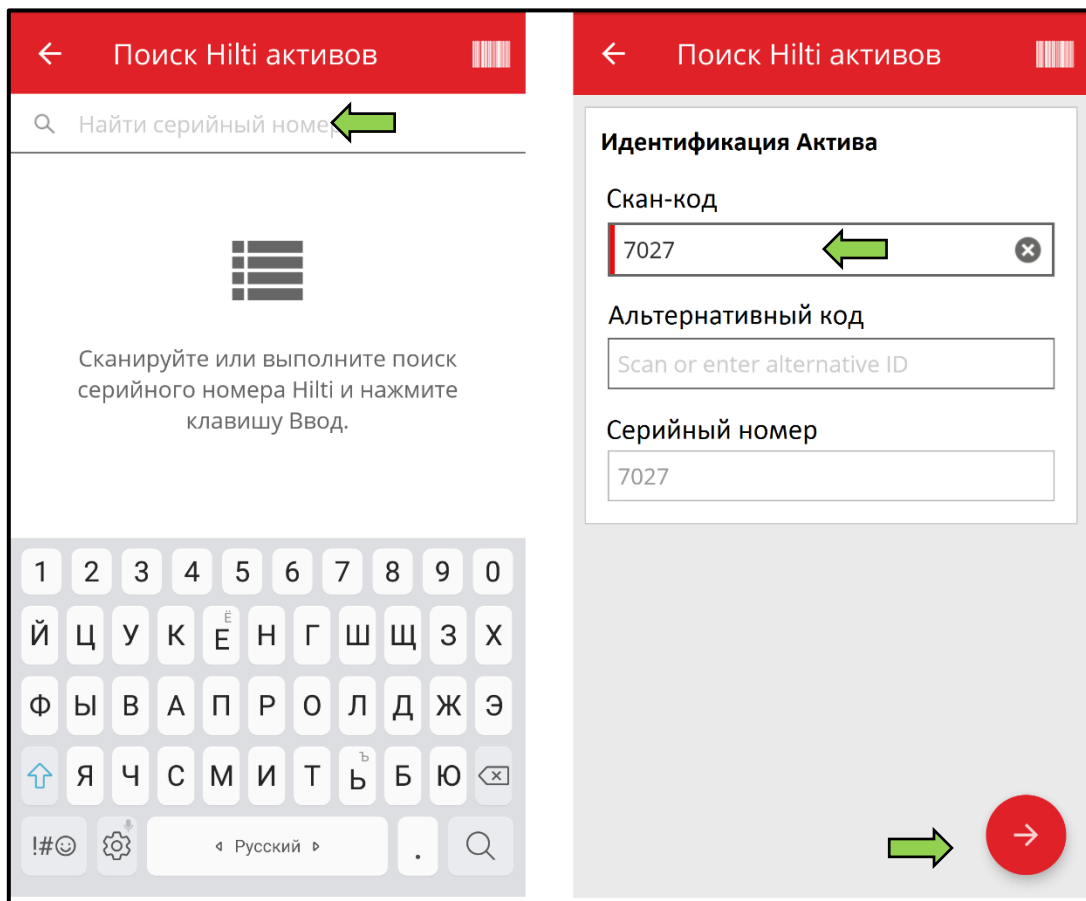 Поиск Hilti активов
Найти серийный номер
Сканируйте или выполните поиск
серийного номера Hilti и нажмите
клавишу Ввод.
1 2 3 4 5 6 7 8 9 0
Й Ц У К Е Ё Н Г Ш Щ З Х
Ф Ы В А П Р О Л Д Ж Э
Я Ч С М И Т Ь Ъ Б Ю
!#☺ Русский .
Поиск Hilti активов
Идентификация Актива
Скан-код
7027
Альтернативный код
Scan or enter alternative ID
Серийный номер
7027